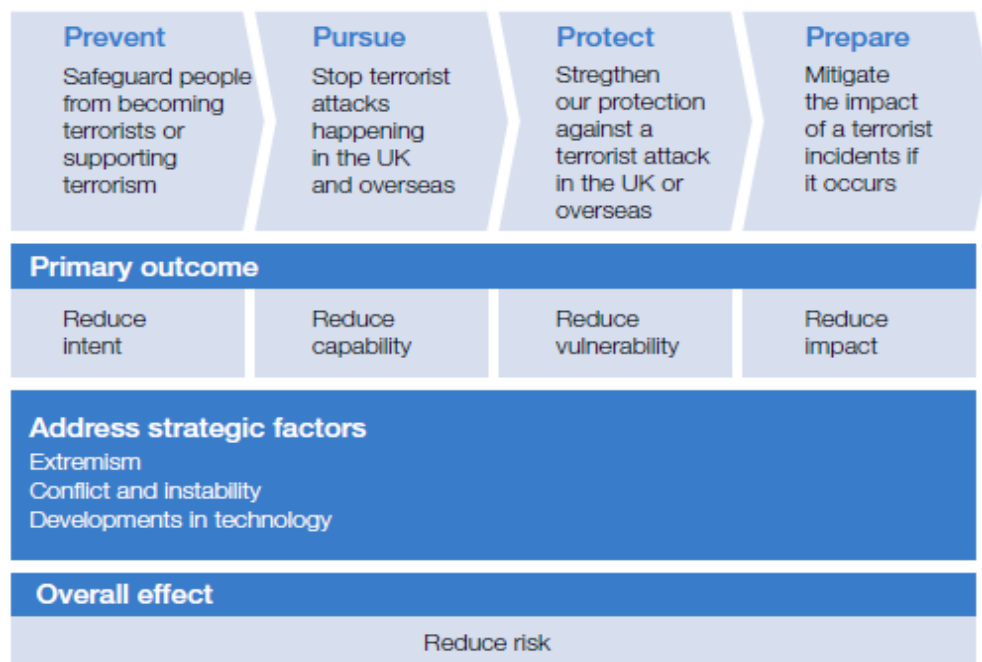 Prevent
Safeguard people
from becoming
terrorists or
supporting
terrorism
Pursue
Stop terrorist
attacks
happening
in the UK
and overseas
Protect
Stregthen
our protection
against a
terrorist attack
in the UK or
overseas
Prepare
Mitigate
the impact
of a terrorist
incidents if
it occurs
Primary outcome
Reduce
intent
Reduce
capability
Reduce
vulnerability
Reduce
impact
Address strategic factors
Extremism
Conflict and instability
Developments in technology
Overall effect
Reduce risk